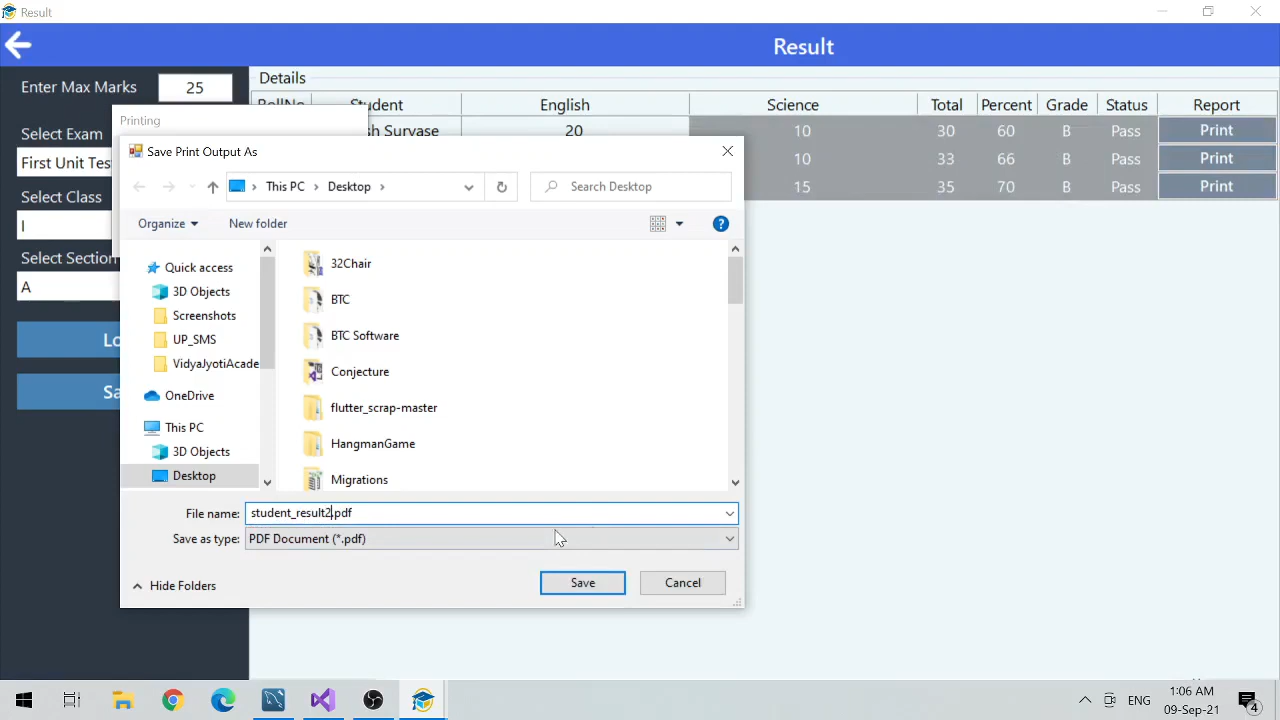 Result
Result
Enter Max Marks 25
Details
Student English Science Total Percent Grade Status Report
Printing
Select Exam
sh Survase 20 10 30 60 B Pass Print
Save Print Output As
First Unit Tes
10 33 66 B Pass Print
This PC Desktop
Search Desktop
15 35 70 B Pass Print
Select Class
I
Organize
New folder
Select Section
A
Quick access
3D Objects
Screenshots
UP_SMS
VidyaJyotiAcade
OneDrive
This PC
3D Objects
Desktop
32Chair
BTC
BTC Software
Conjecture
flutter_scrap-master
HangmanGame
Migrations
Lo
Sa
File name: student_result2.pdf
Save as type: PDF Document (*.pdf)
Hide Folders
Save
Cancel
ENG
1:06 AM
09-Sep-21
4